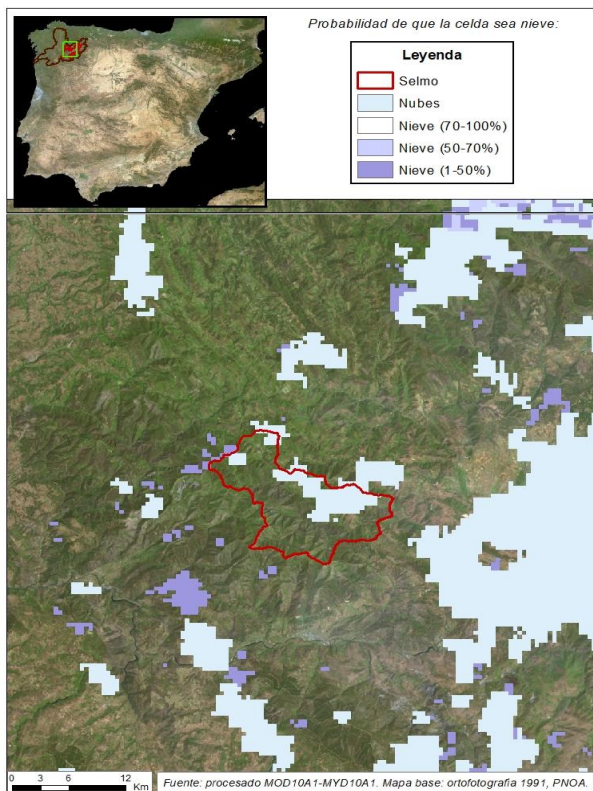 Probabilidad de que la celda sea nieve:
Leyenda
Selmo
Nubes
Nieve (70-100%)
Nieve (50-70%)
Nieve (1-50%)
0 3 6 12
Km
Fuente: procesado MOD10A1-MYD10A1. Mapa base: ortofotografia 1991, PNOA.